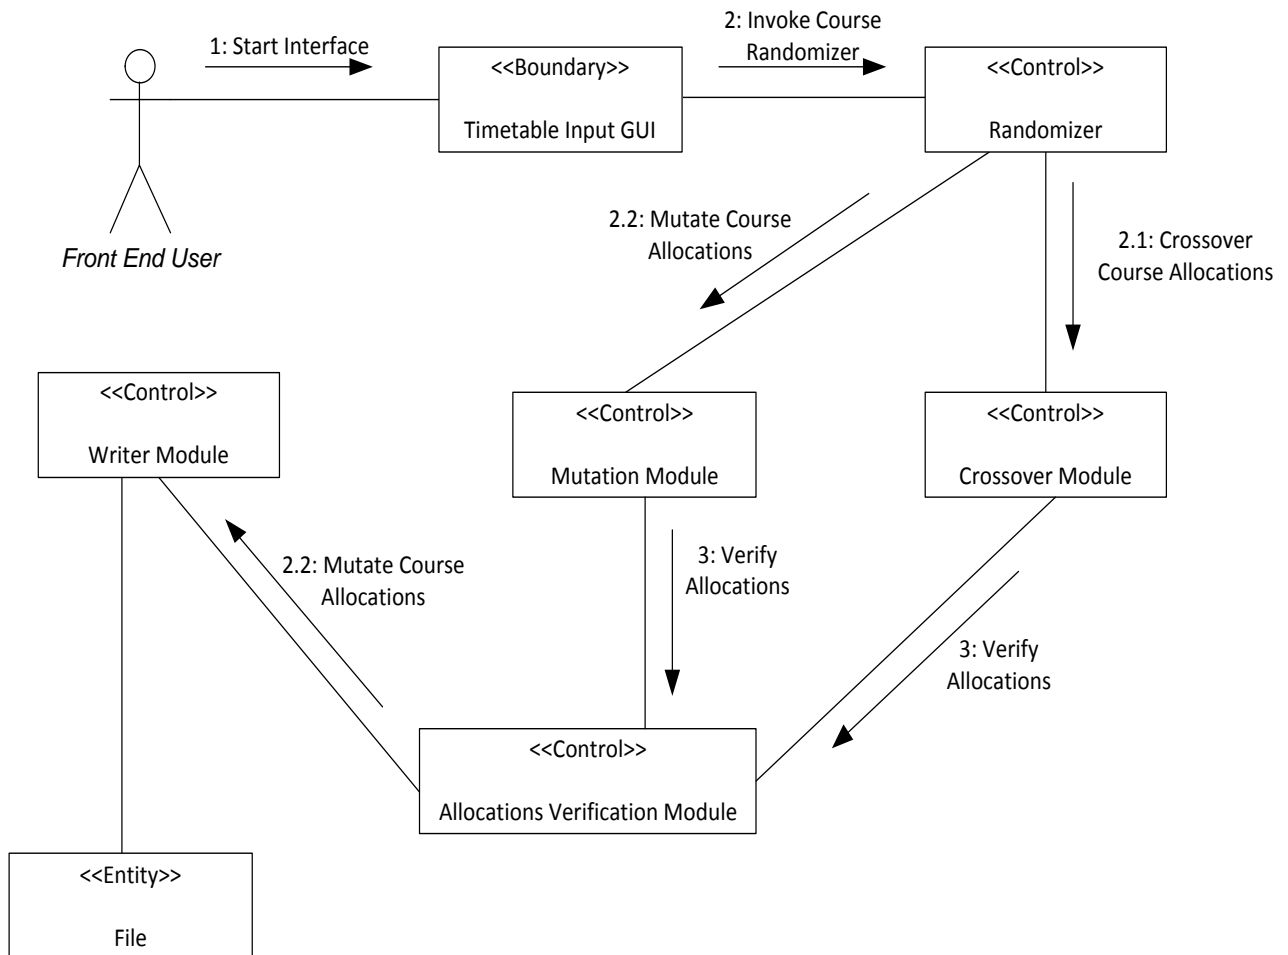 1: Start Interface
2: Invoke Course
Randomizer
<<Boundary>>
Timetable Input GUI
<<Control>>
Randomizer
Front End User
2.2: Mutate Course
Allocations
2.1: Crossover
Course Allocations
<<Control>>
Writer Module
<<Control>>
Mutation Module
<<Control>>
Crossover Module
2.2: Mutate Course
Allocations
3: Verify
Allocations
3: Verify
Allocations
<<Control>>
Allocations Verification Module
<<Entity>>
File